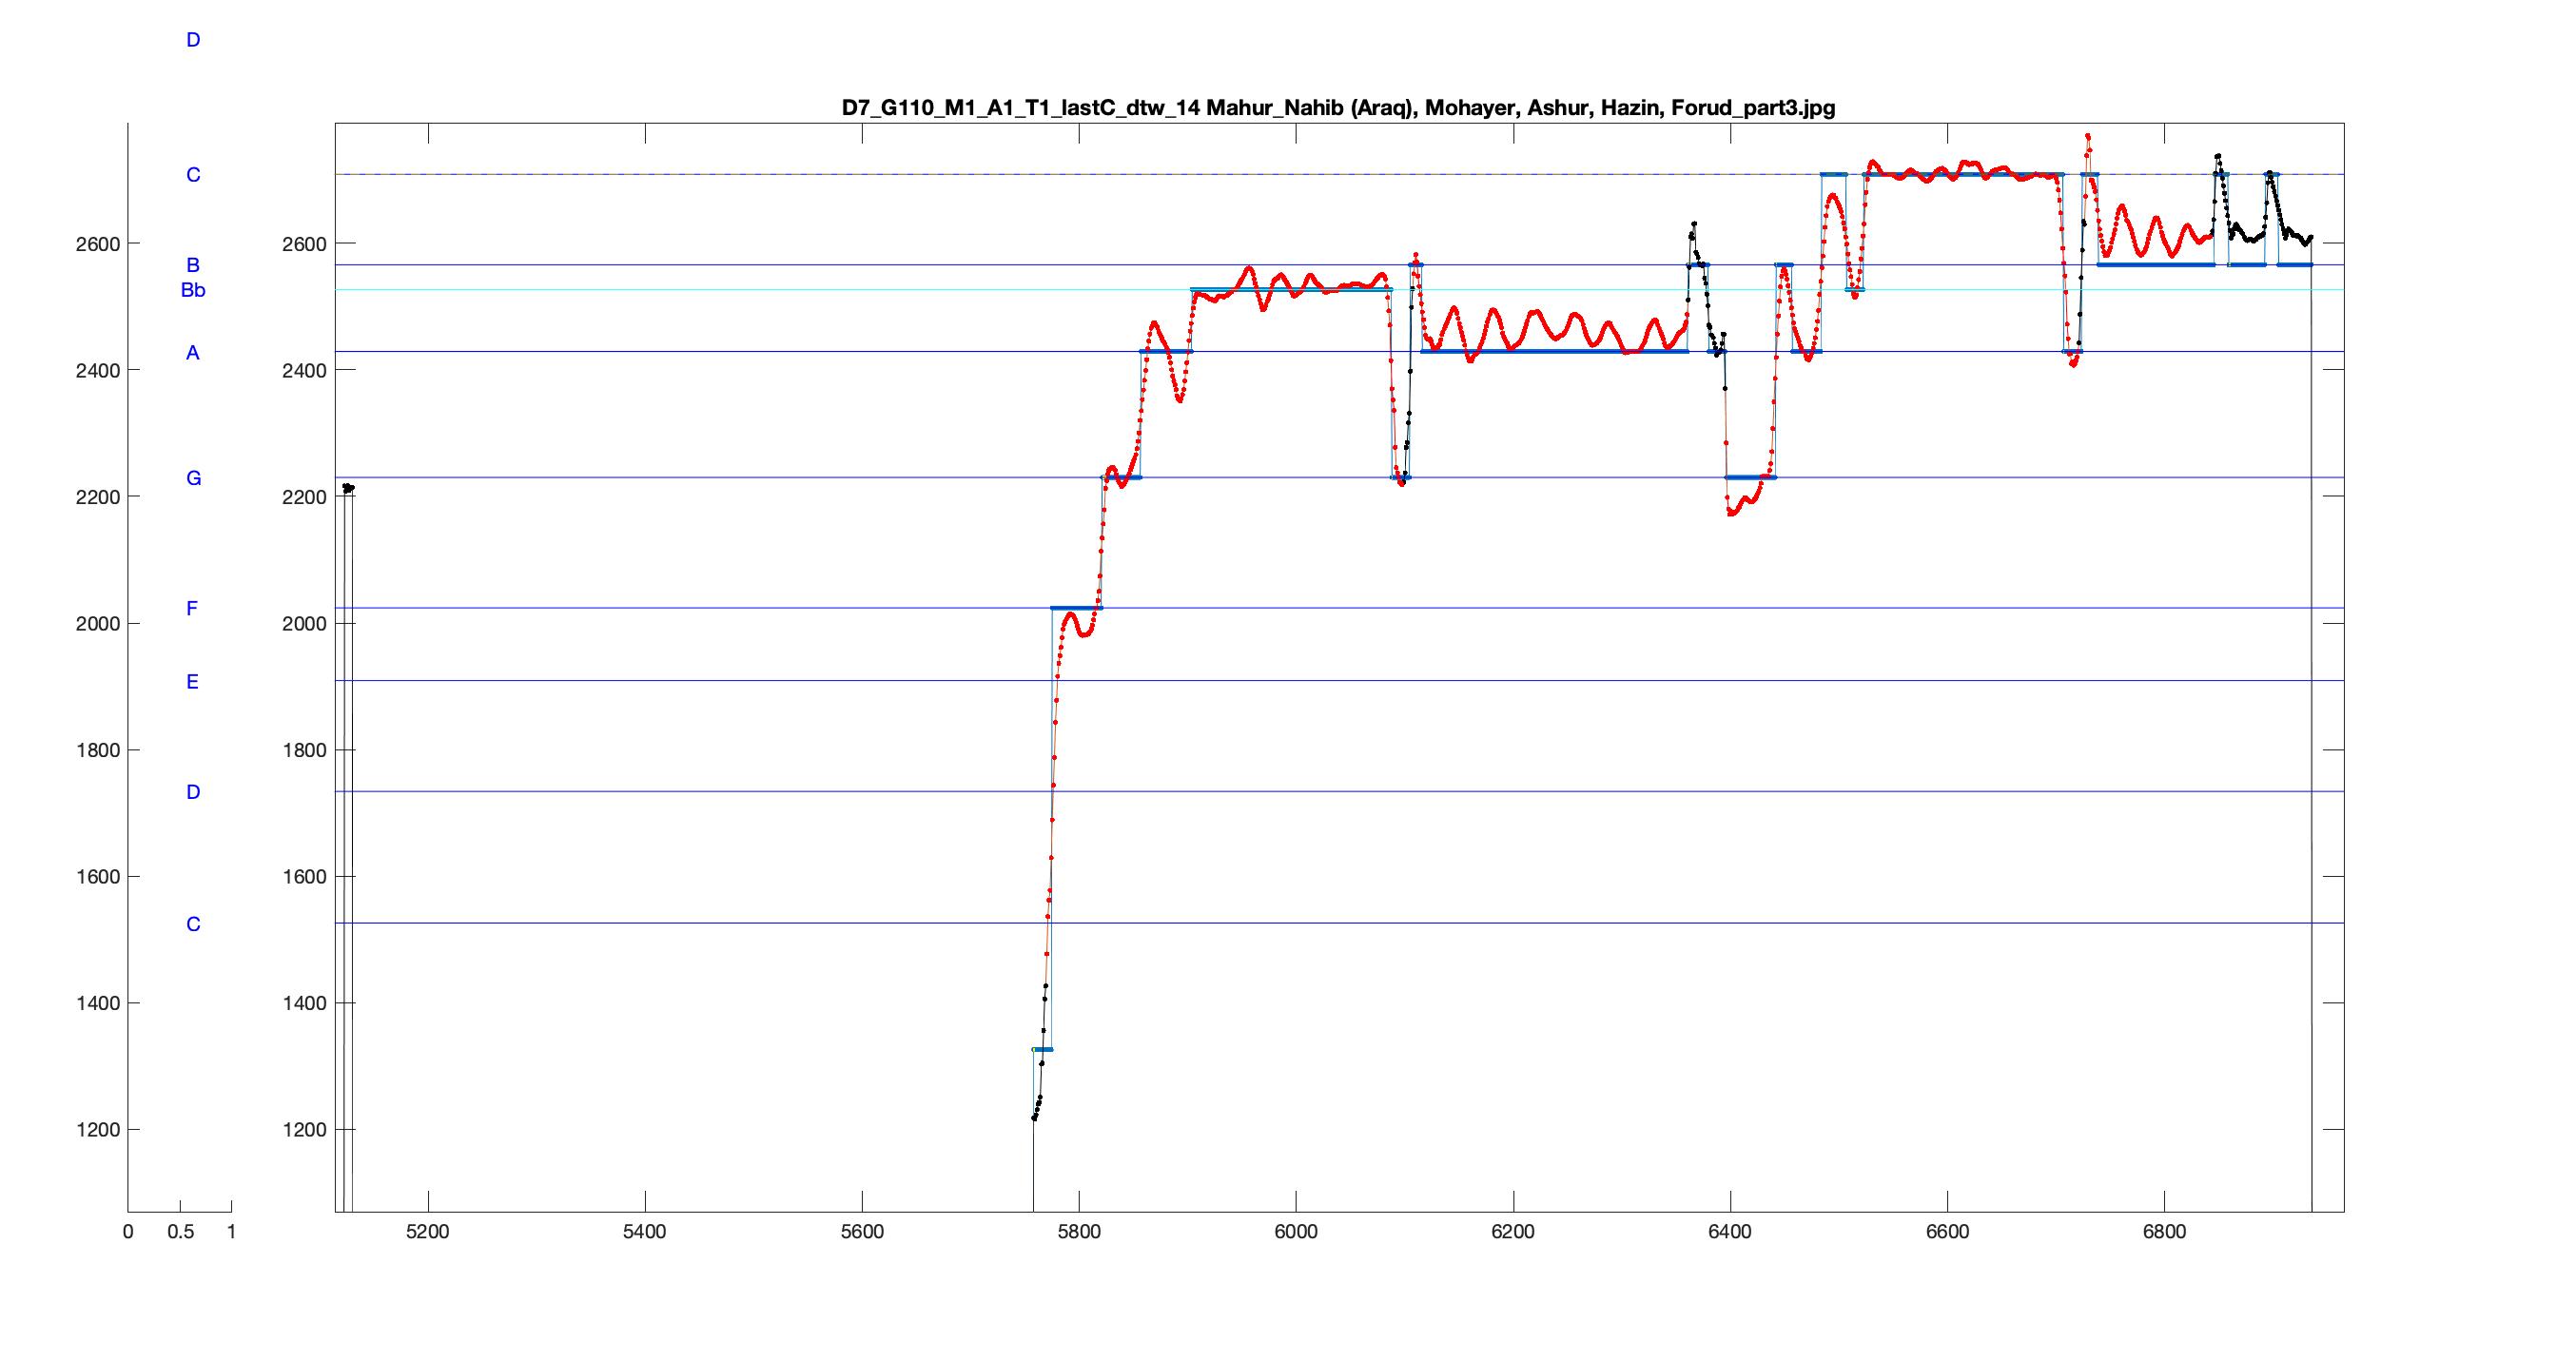 D
D7_G110_M1_A1_T1_lastC_dtw_14 Mahur_Nahib (Araq), Mohayer, Ashur, Hazin, Forud_part3.jpg
C
2600 2600
B
Bb
A
2400 2400
G
2200 2200
F
2000 2000
E
1800 1800
D
1600 1600
C
1400 1400
1200 1200
0 0.5 1 5200 5400 5600 5800 6000 6200 6400 6600 6800